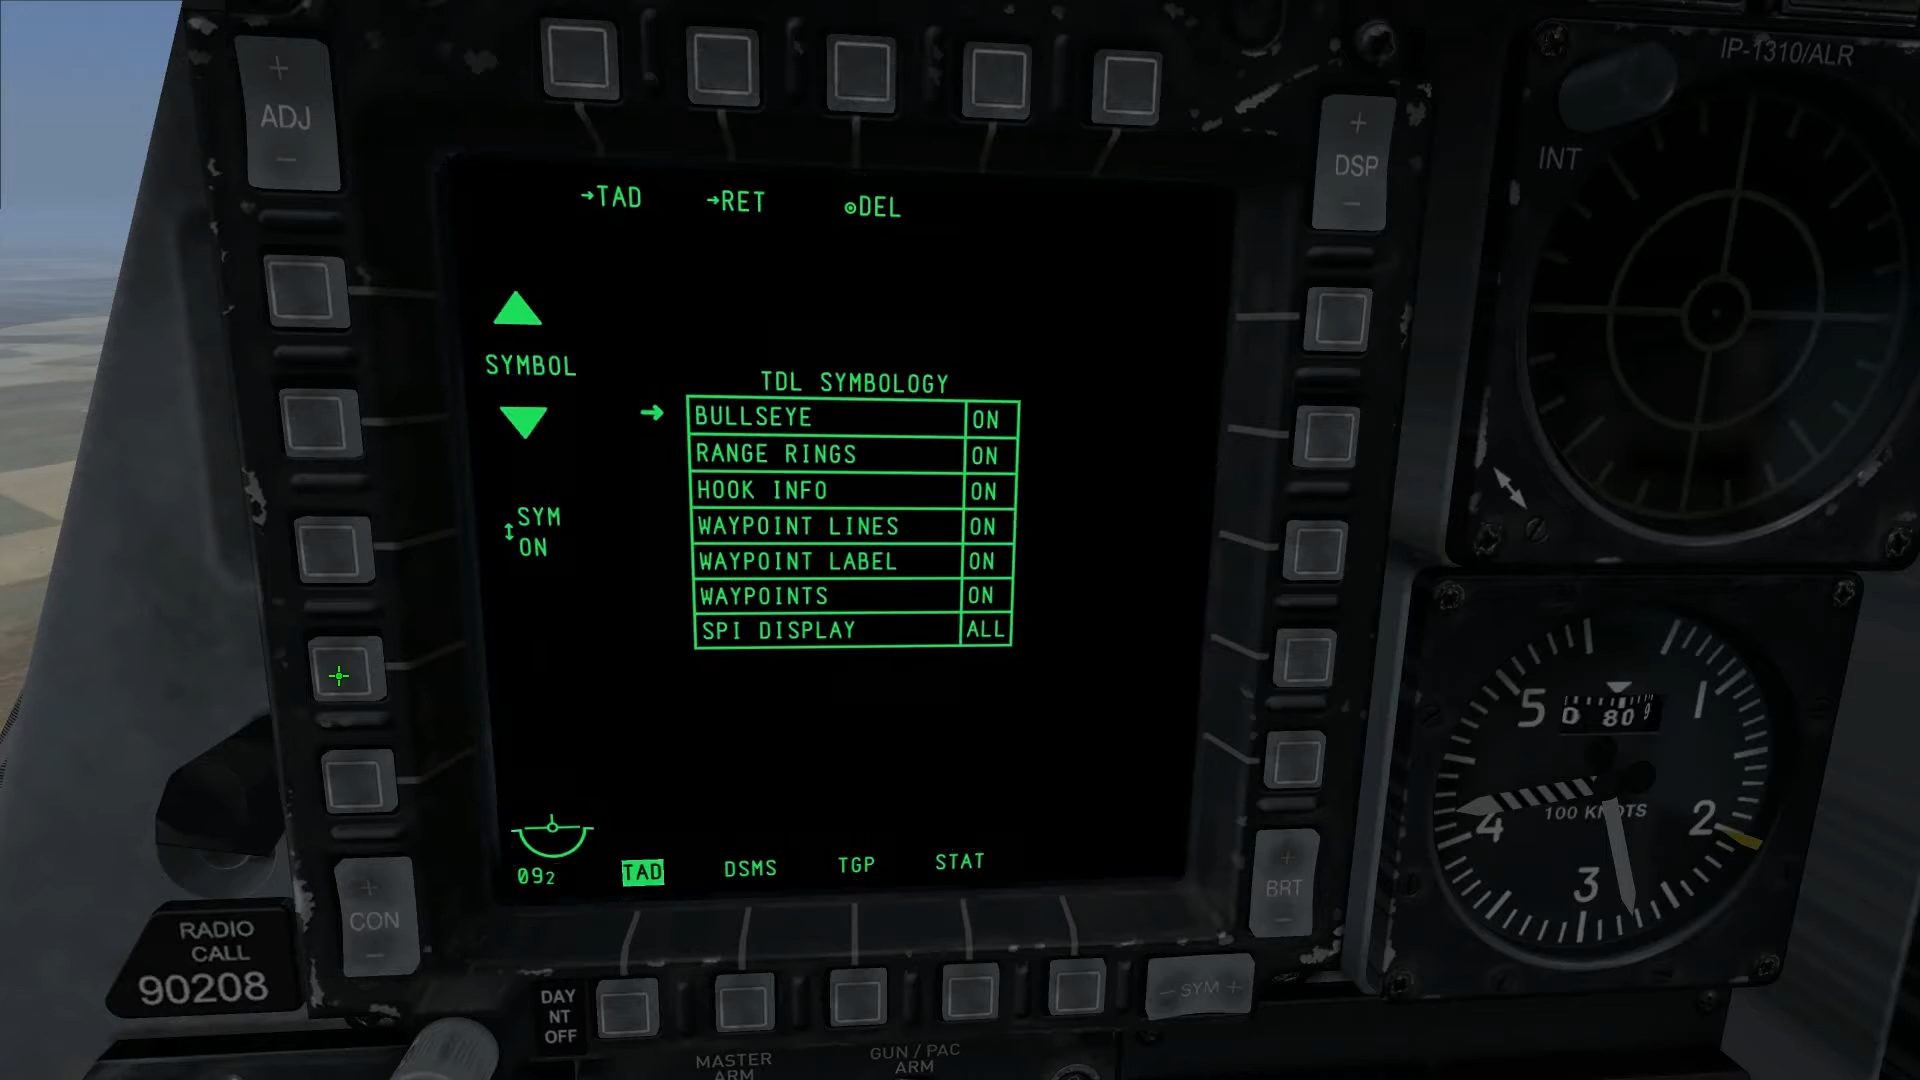 IP-1310/ALR
+
ADJ
−
+
DSP
−
INT
→TAD →RET ⊙DEL
SYMBOL
TDL SYMBOLOGY
→ BULLSEYE ON
RANGE RINGS ON
HOOK INFO ON
WAYPOINT LINES ON
WAYPOINT LABEL ON
WAYPOINTS ON
SPI DISPLAY ALL
↕SYM
ON
092
TAD DSMS TGP STAT
5 0 80 9 1
100 KNOTS
4 2
3
+
BRT
−
+
CON
−
RADIO
CALL
90208
DAY
NT
OFF
− SYM +
MASTER
ARM
GUN / PAC
ARM